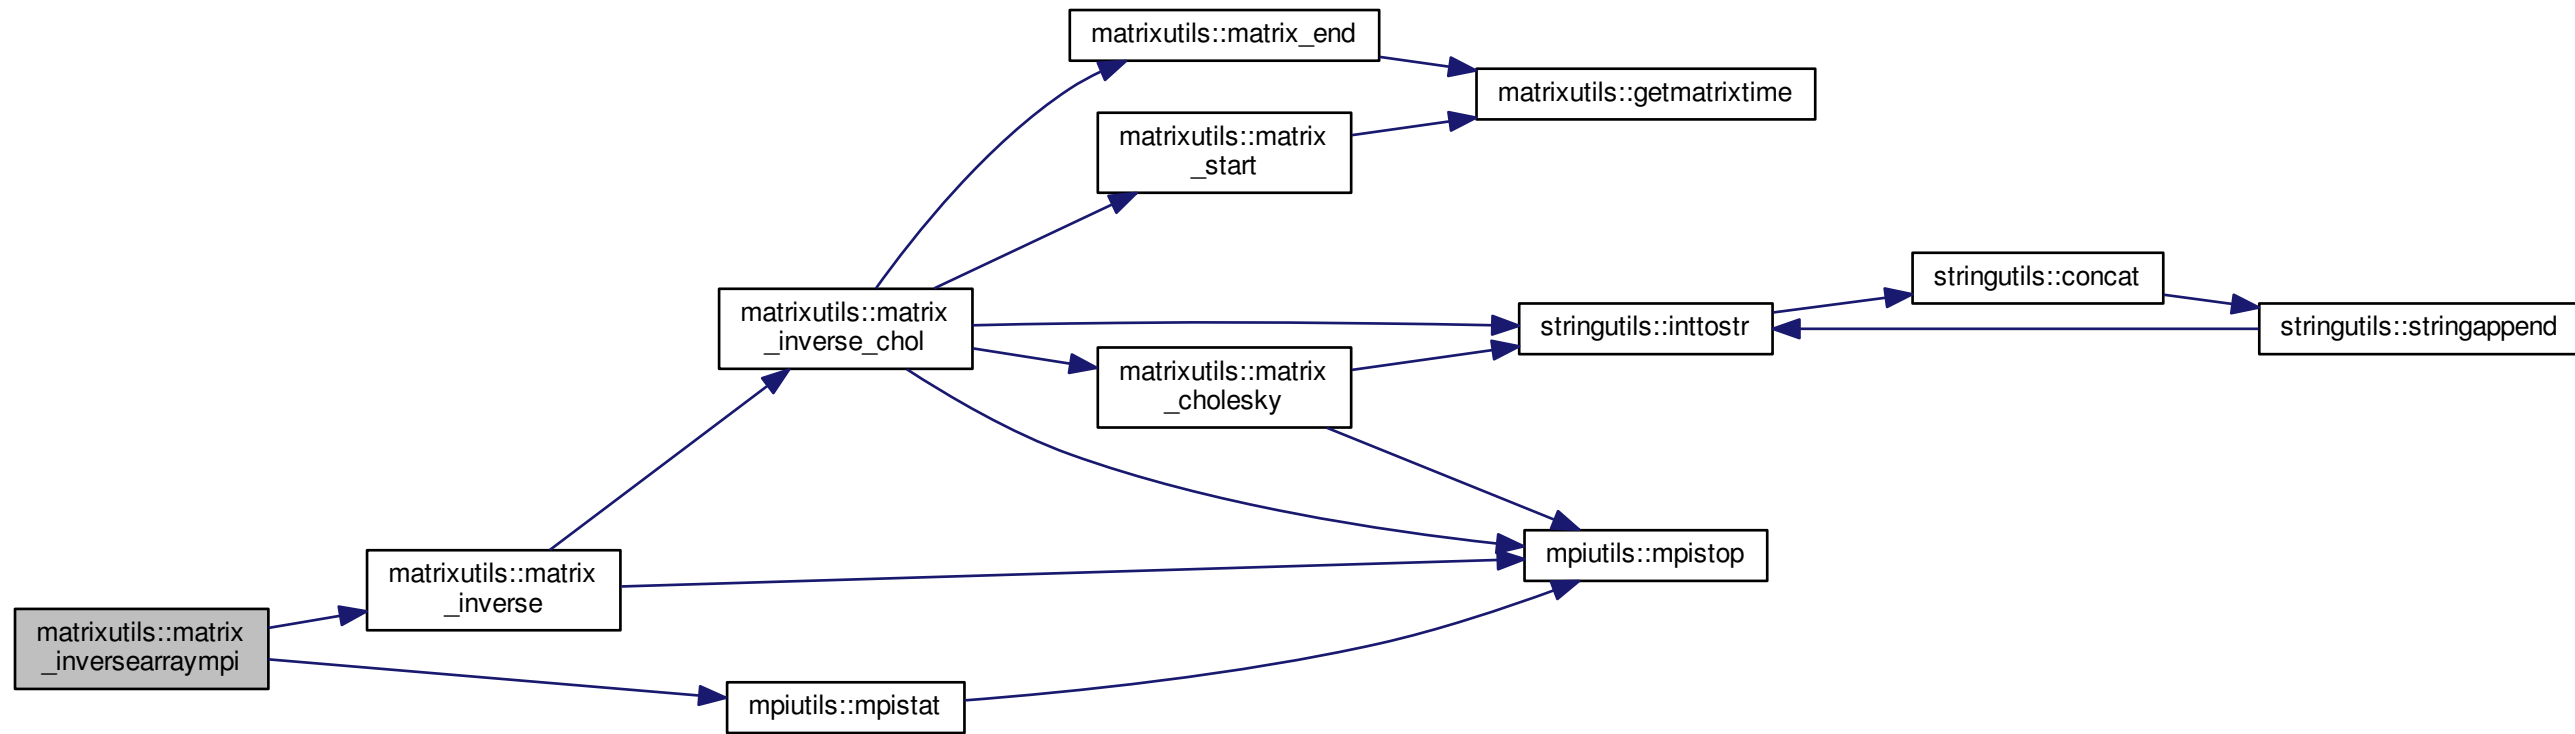 matrixutils::matrix_end
matrixutils::getmatrixtime
matrixutils::matrix
_start
stringutils::concat
matrixutils::matrix
_inverse_chol
stringutils::inttostr
stringutils::stringappend
matrixutils::matrix
_cholesky
mpiutils::mpistop
matrixutils::matrix
_inverse
matrixutils::matrix
_inversearraympi
mpiutils::mpistat